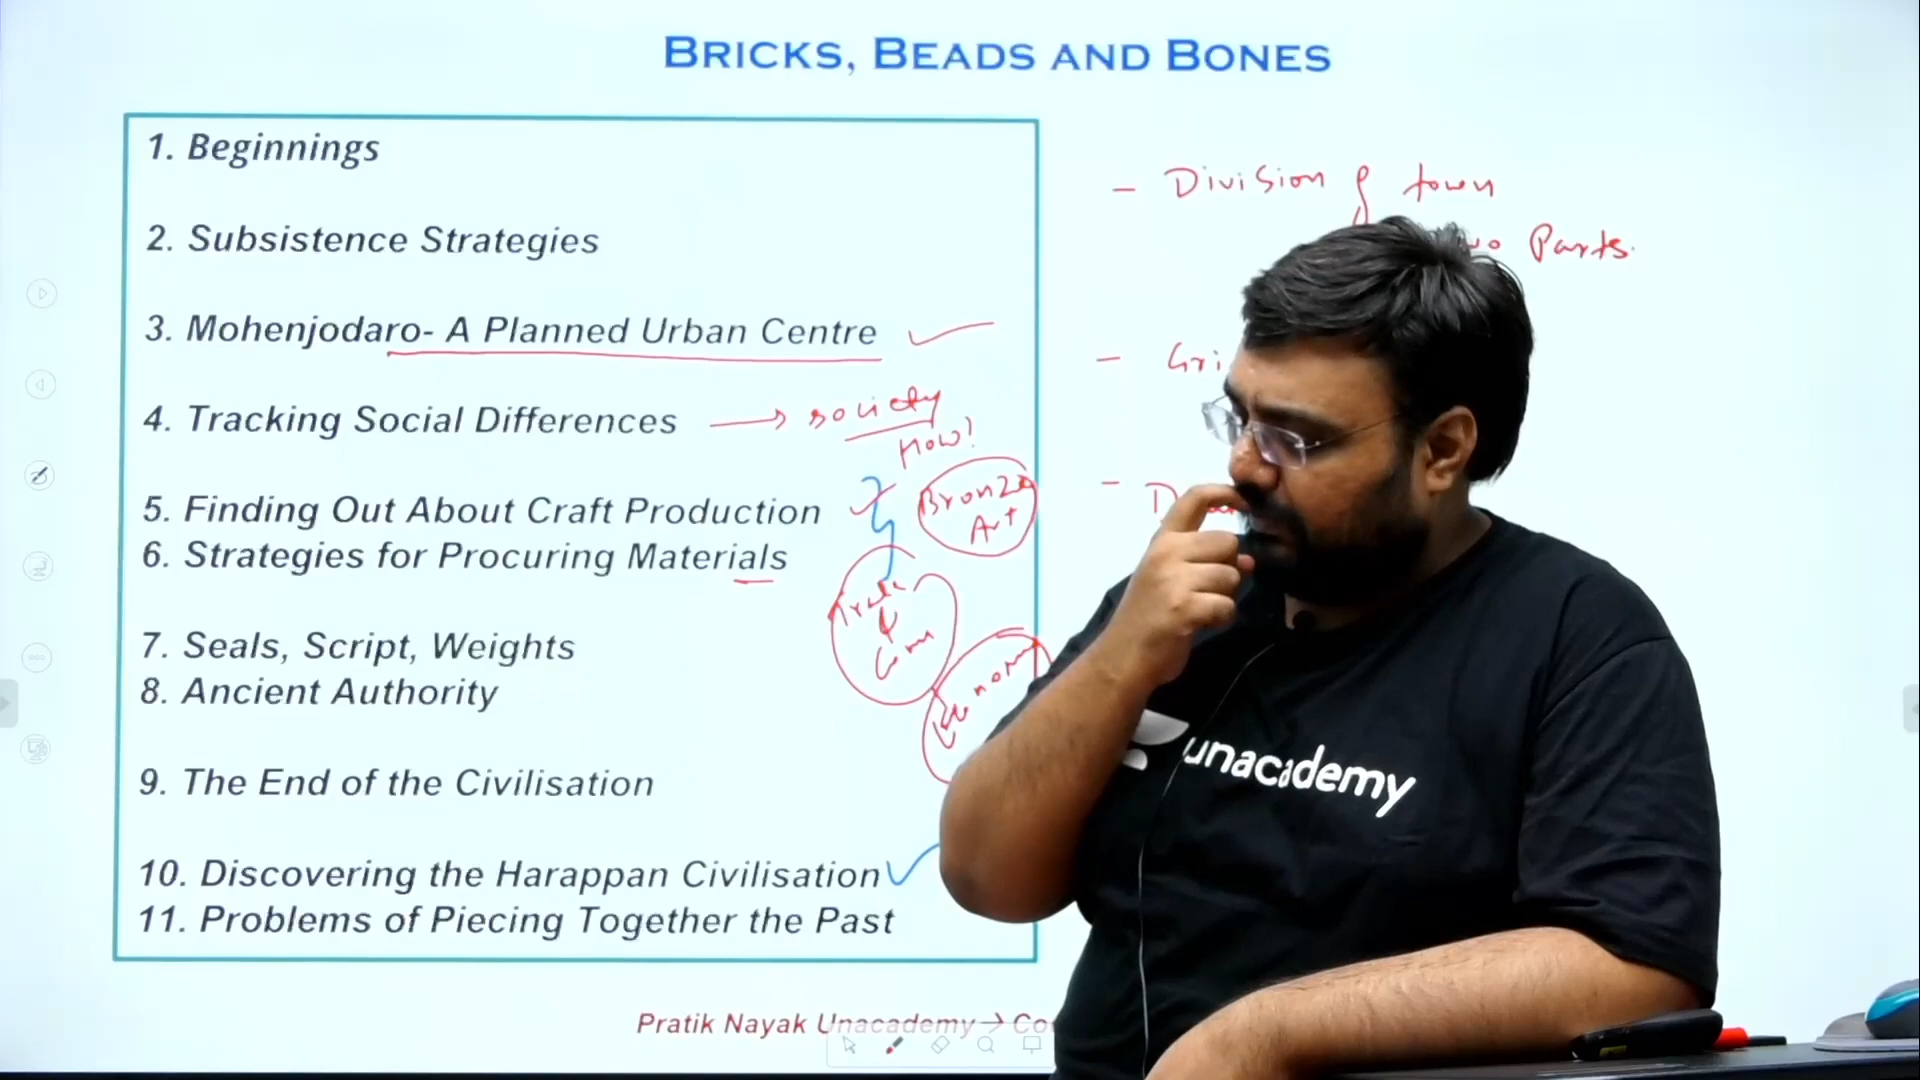 BRICKS, BEADS AND BONES
1. Beginnings
2. Subsistence Strategies
3. Mohenjodaro- A Planned Urban Centre
4. Tracking Social Differences → society
How?
5. Finding Out About Craft Production
6. Strategies for Procuring Materials
7. Seals, Script, Weights
8. Ancient Authority
9. The End of the Civilisation
10. Discovering the Harappan Civilisation
11. Problems of Piecing Together the Past
Bronze
Art
- Division of town
Parts.
unacademy
Pratik Nayak Unacademy →